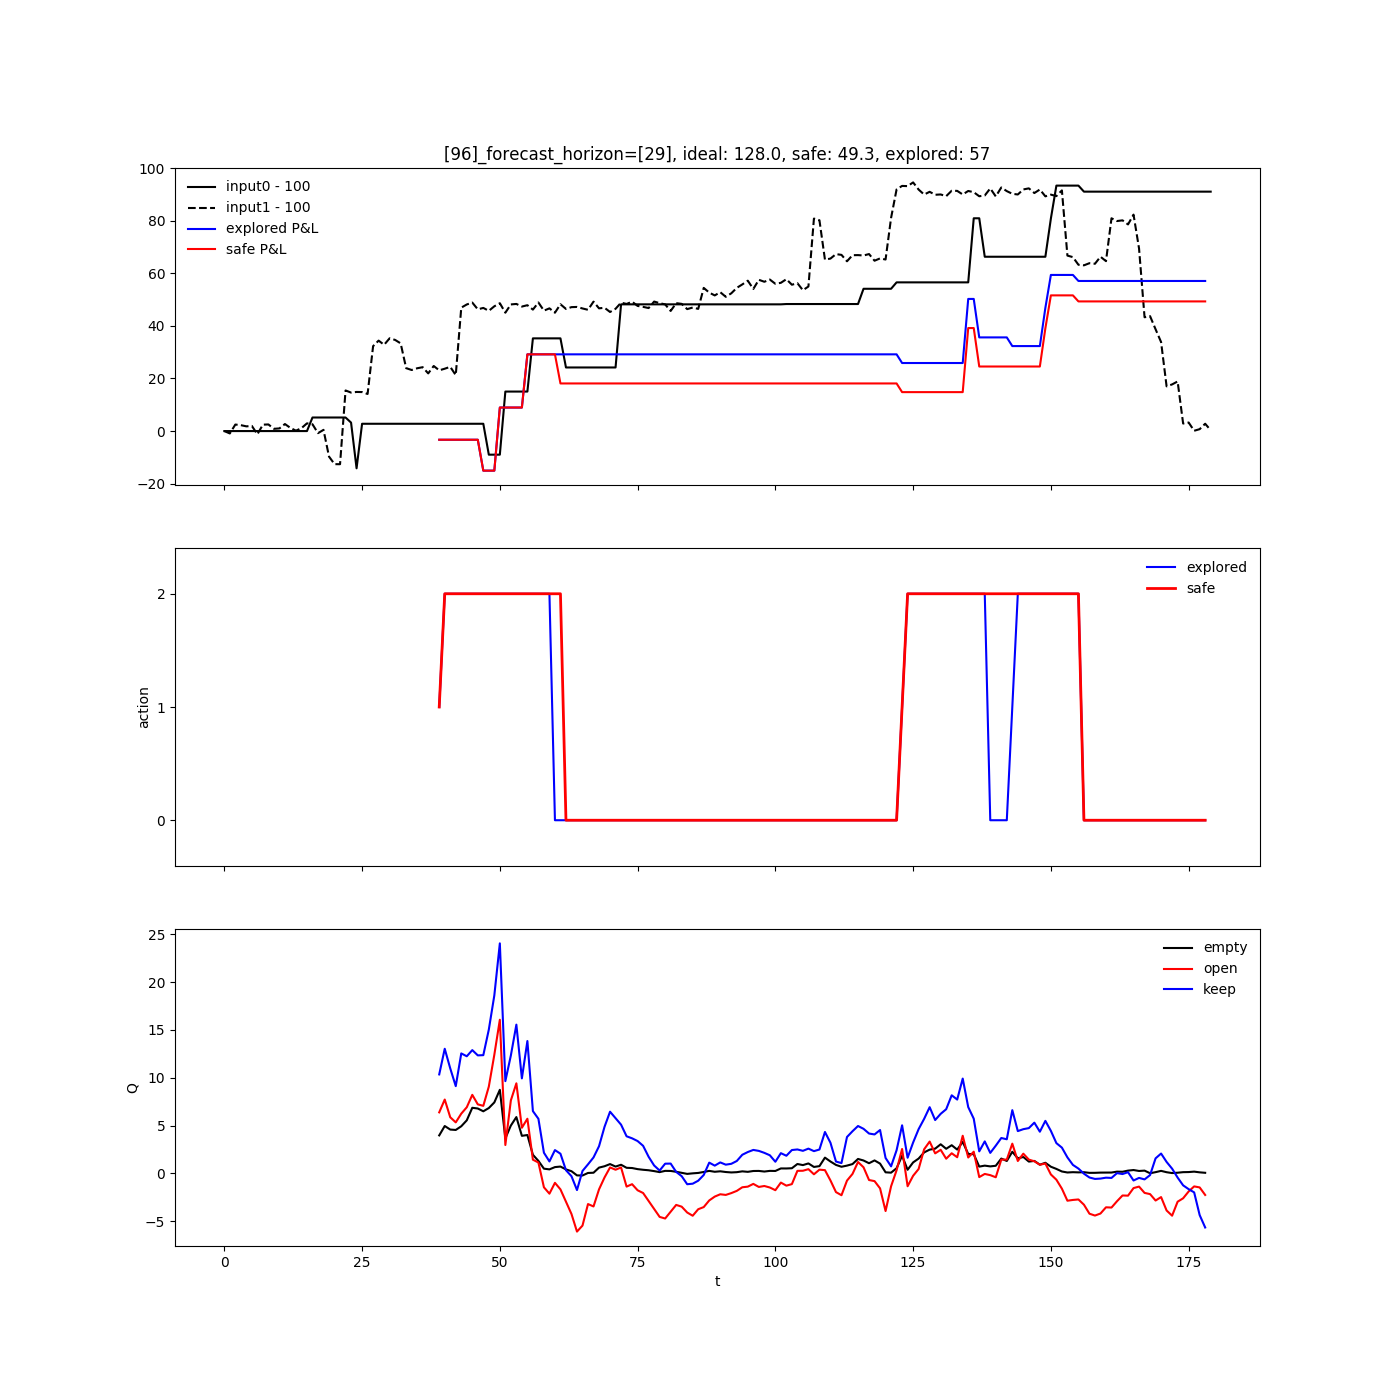 [96]_forecast_horizon=[29], ideal: 128.0, safe: 49.3, explored: 57
100
80
60
40
20
0
−20
input0 - 100
input1 - 100
explored P&L
safe P&L
action
2
1
0
explored
safe
Q
25
20
15
10
5
0
−5
empty
open
keep
0 25 50 75 100 125 150 175
t